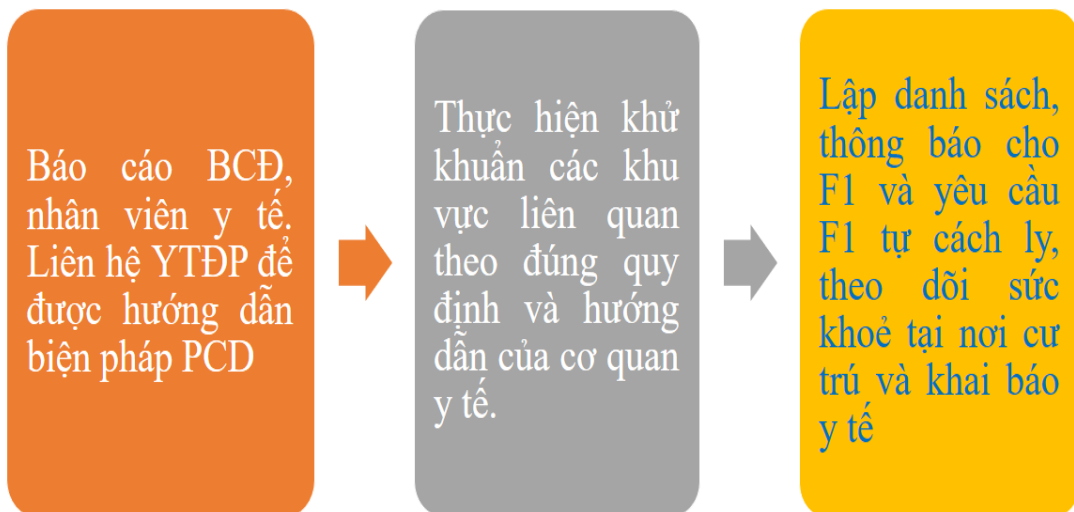 Báo cáo BCĐ,
nhân viên y tế.
Liên hệ YTĐP để
được hướng dẫn
biện pháp PCD
Thực hiện khử
khuẩn các khu
vực liên quan
theo đúng quy
định và hướng
dẫn của cơ quan
y tế.
Lập danh sách,
thông báo cho
F1 và yêu cầu
F1 tự cách ly,
theo dõi sức
khoẻ tại nơi cư
trú và khai báo
y tế